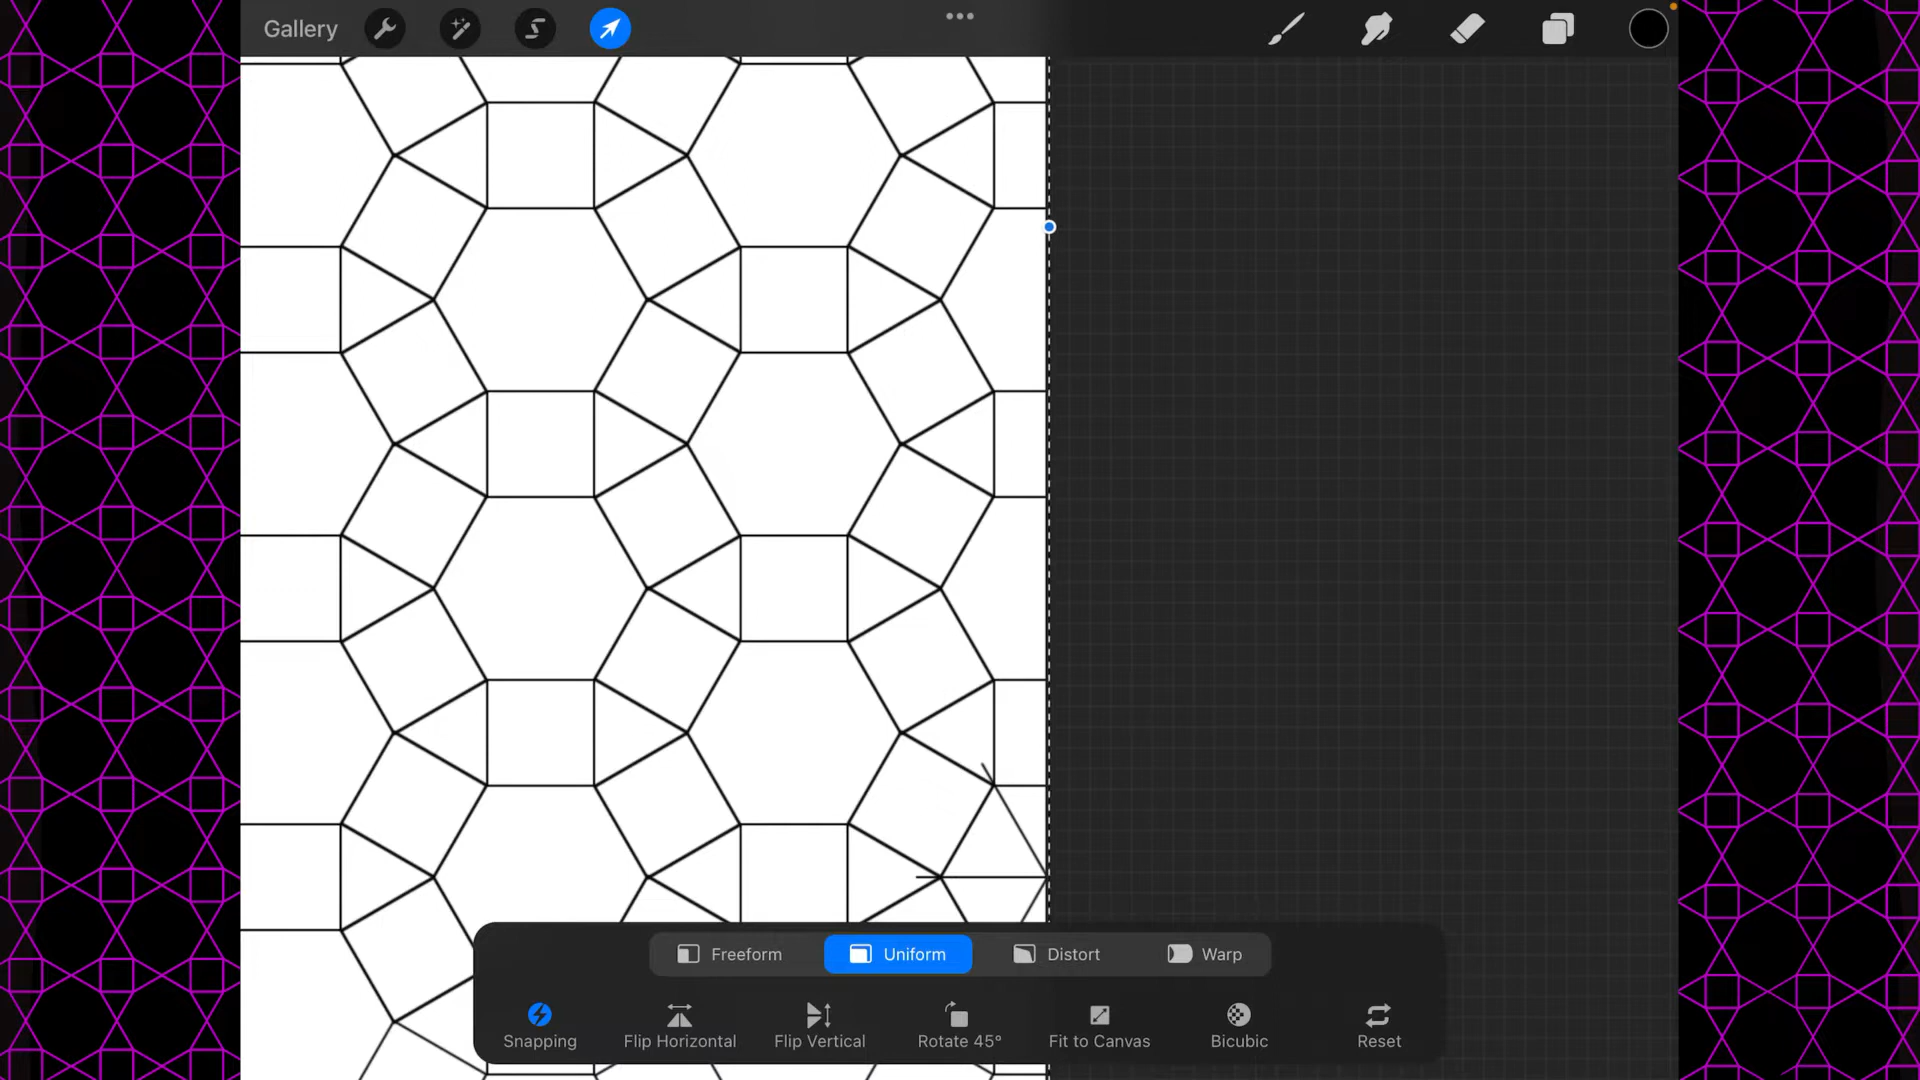 Gallery
Freeform Uniform Distort Warp
Snapping Flip Horizontal Flip Vertical Rotate 45° Fit to Canvas Bicubic Reset